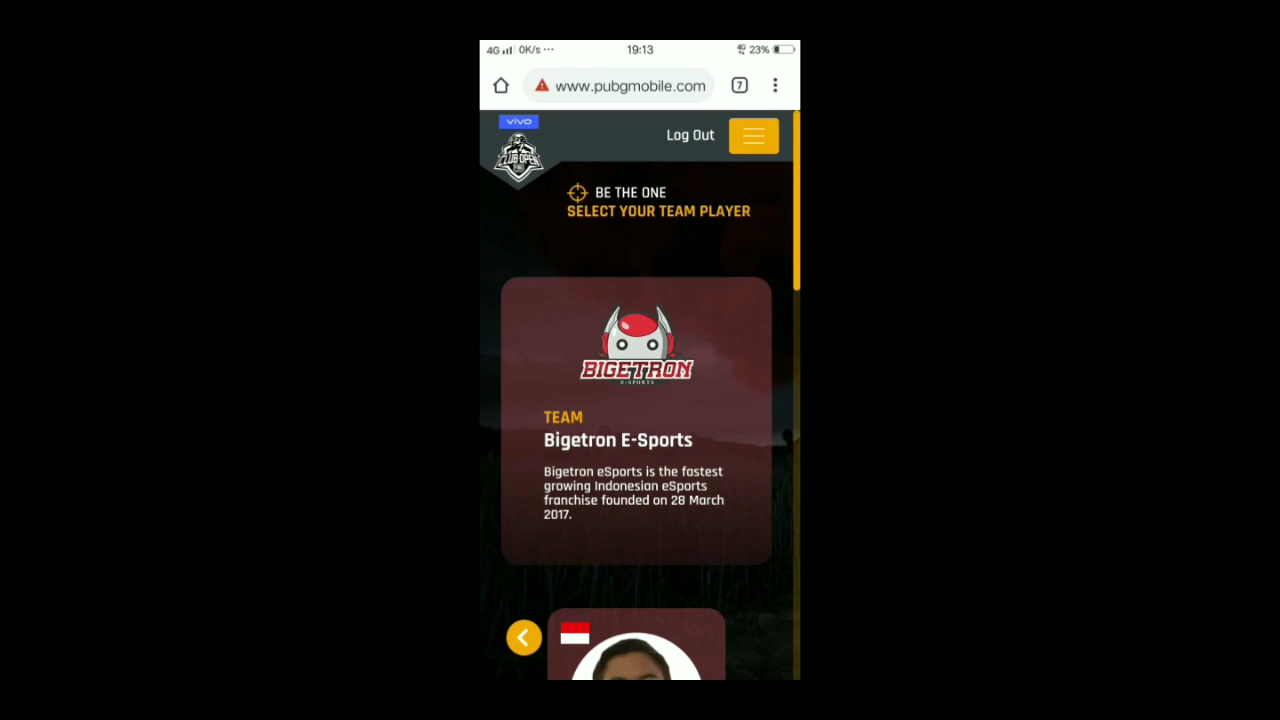 4G 0K/s ··· 19:13 4G 23%
www.pubgmobile.com 7
vivo
CLUB OPEN
Log Out
BE THE ONE
SELECT YOUR TEAM PLAYER
BIGETRON
E-SPORTS
TEAM
Bigetron E-Sports
Bigetron eSports is the fastest
growing Indonesian eSports
franchise founded on 28 March
2017.